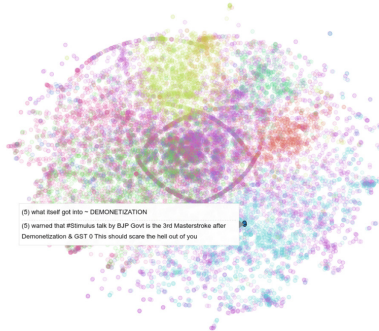 (5) what itself got into ~ DEMONETIZATION
(5) warned that #Stimulus talk by BJP Govt is the 3rd Masterstroke after
Demonetization & GST 0 This should scare the hell out of you